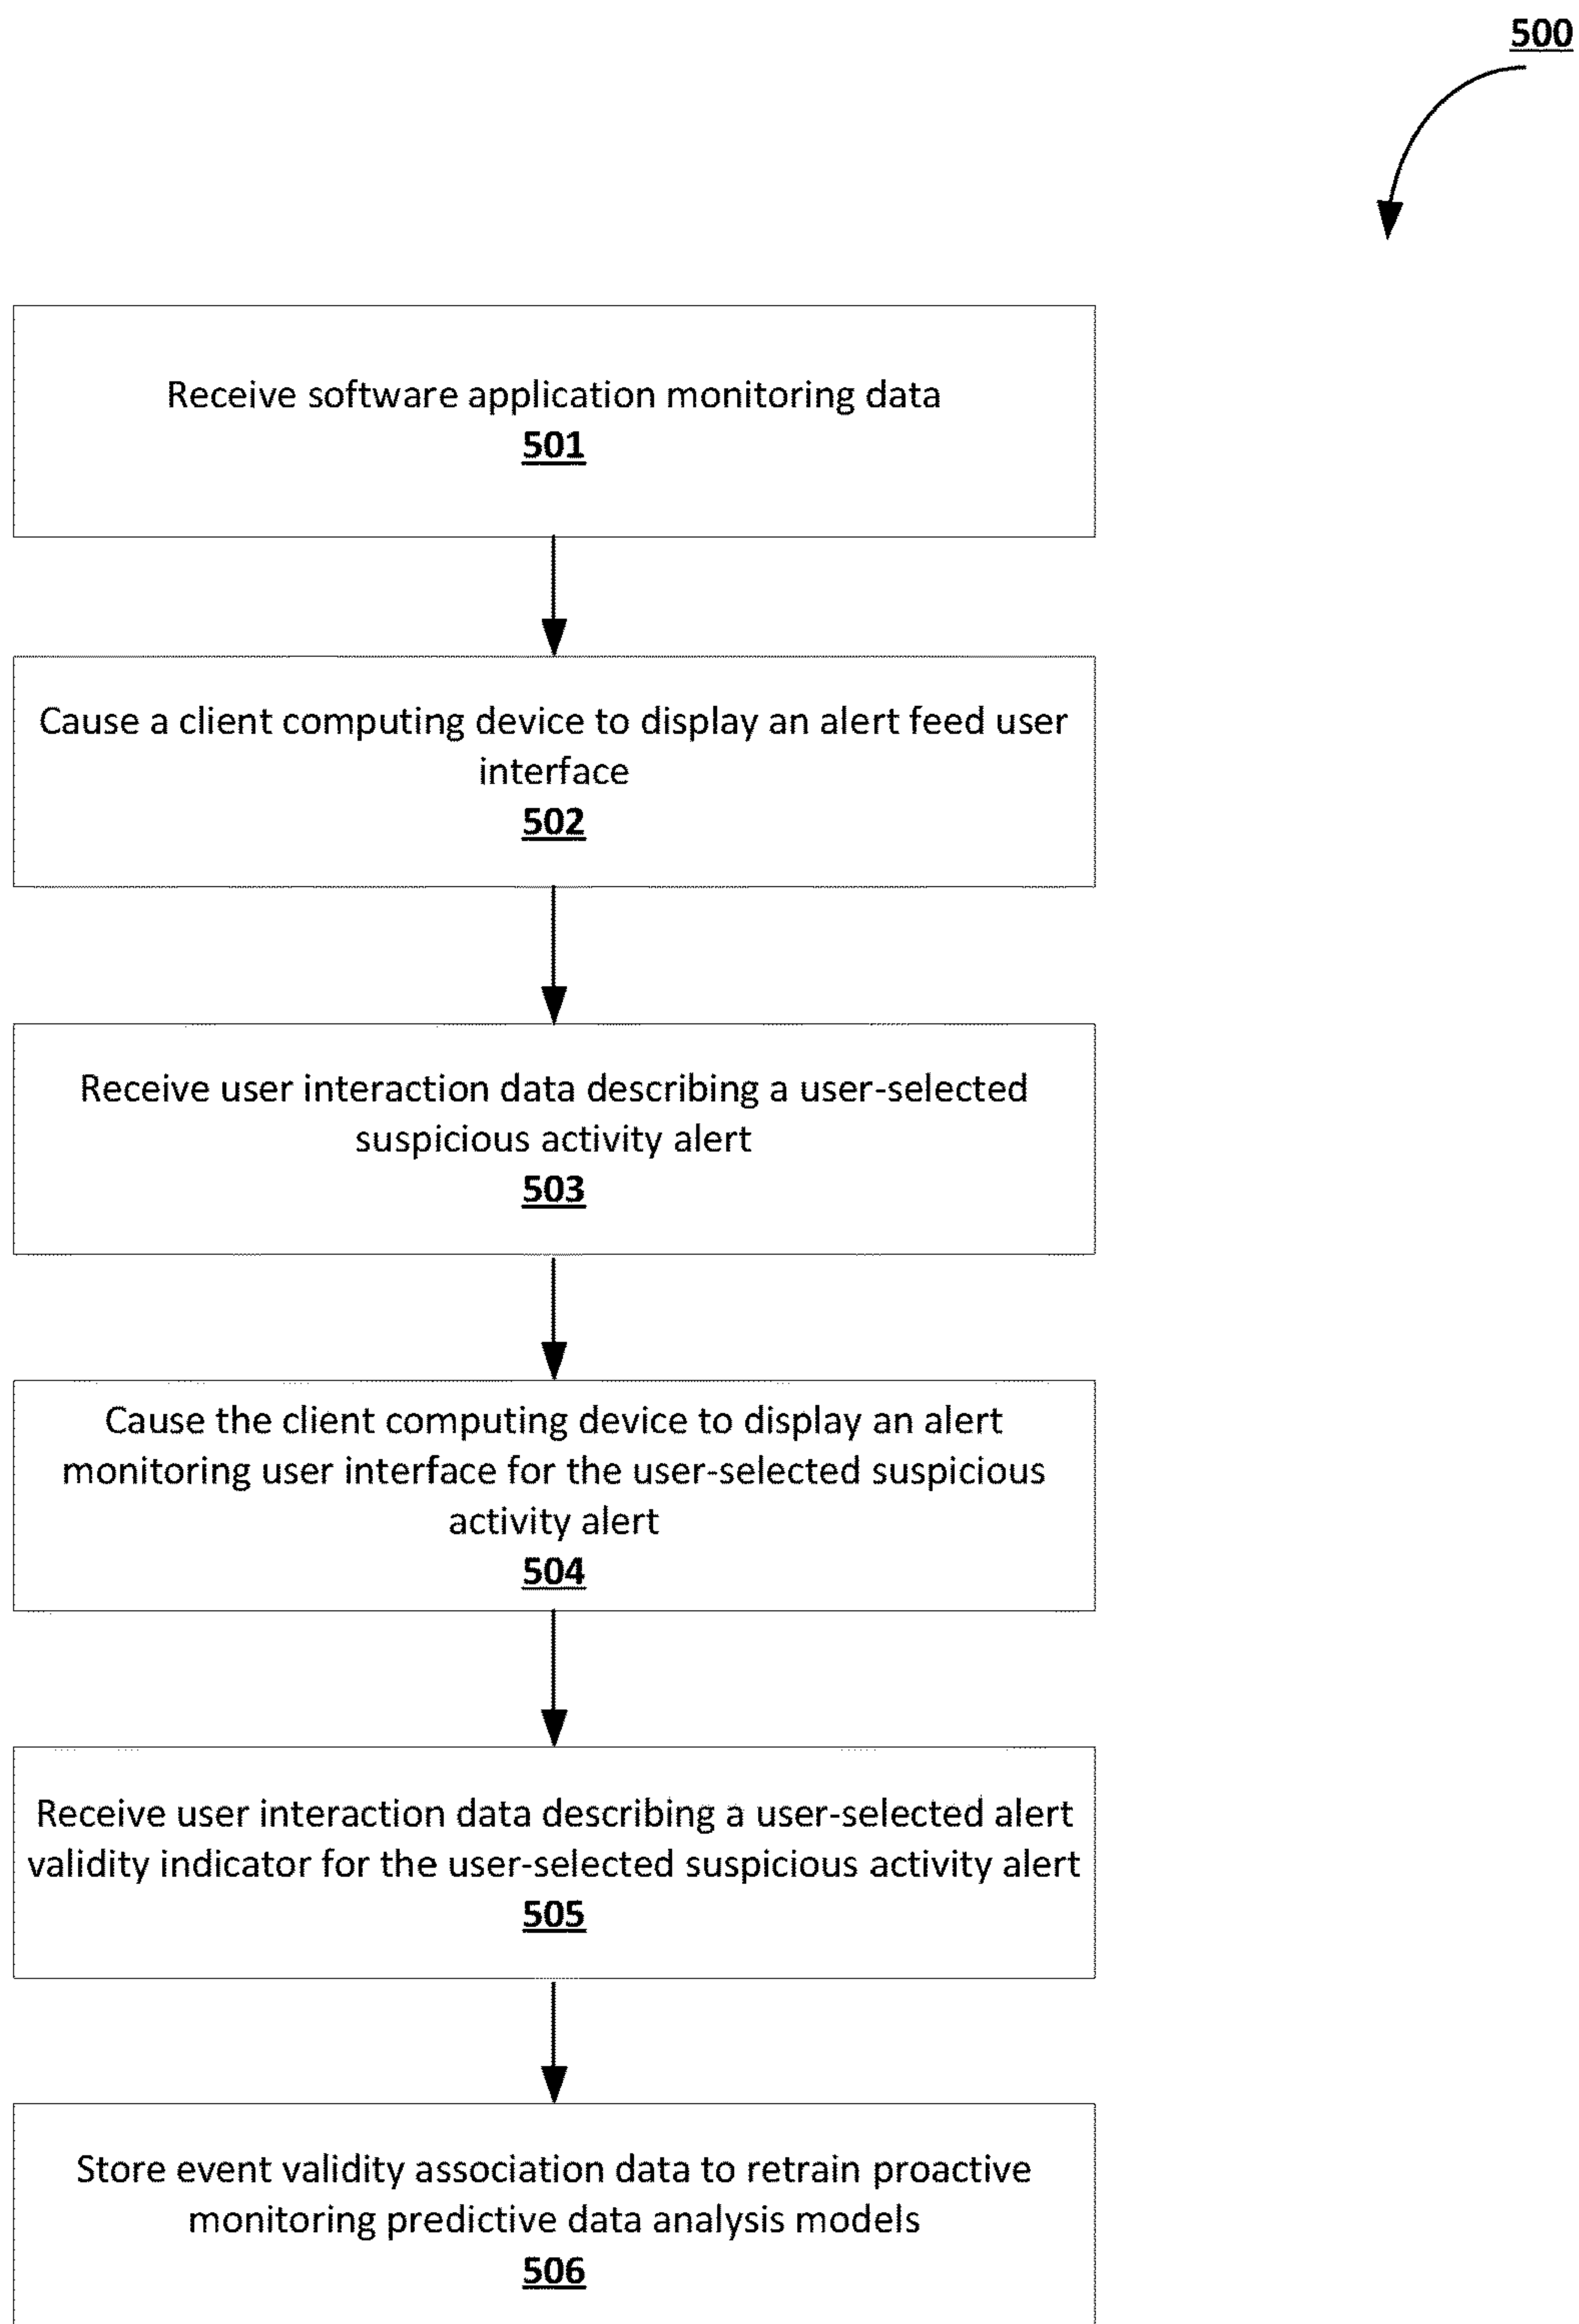 500
Receive software application monitoring data
501
Cause a client computing device to display an alert feed user
interface
502
Receive user interaction data describing a user-selected
suspicious activity alert
503
Cause the client computing device to display an alert
monitoring user interface for the user-selected suspicious
activity alert
504
Receive user interaction data describing a user-selected alert
validity indicator for the user-selected suspicious activity alert
505
Store event validity association data to retrain proactive
monitoring predictive data analysis models
506